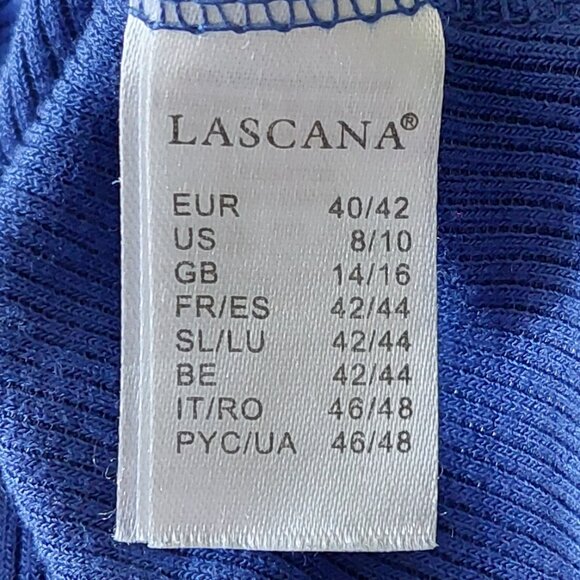 LASCANA®
EUR 40/42
US 8/10
GB 14/16
FR/ES 42/44
SL/LU 42/44
BE 42/44
IT/RO 46/48
PYC/UA 46/48